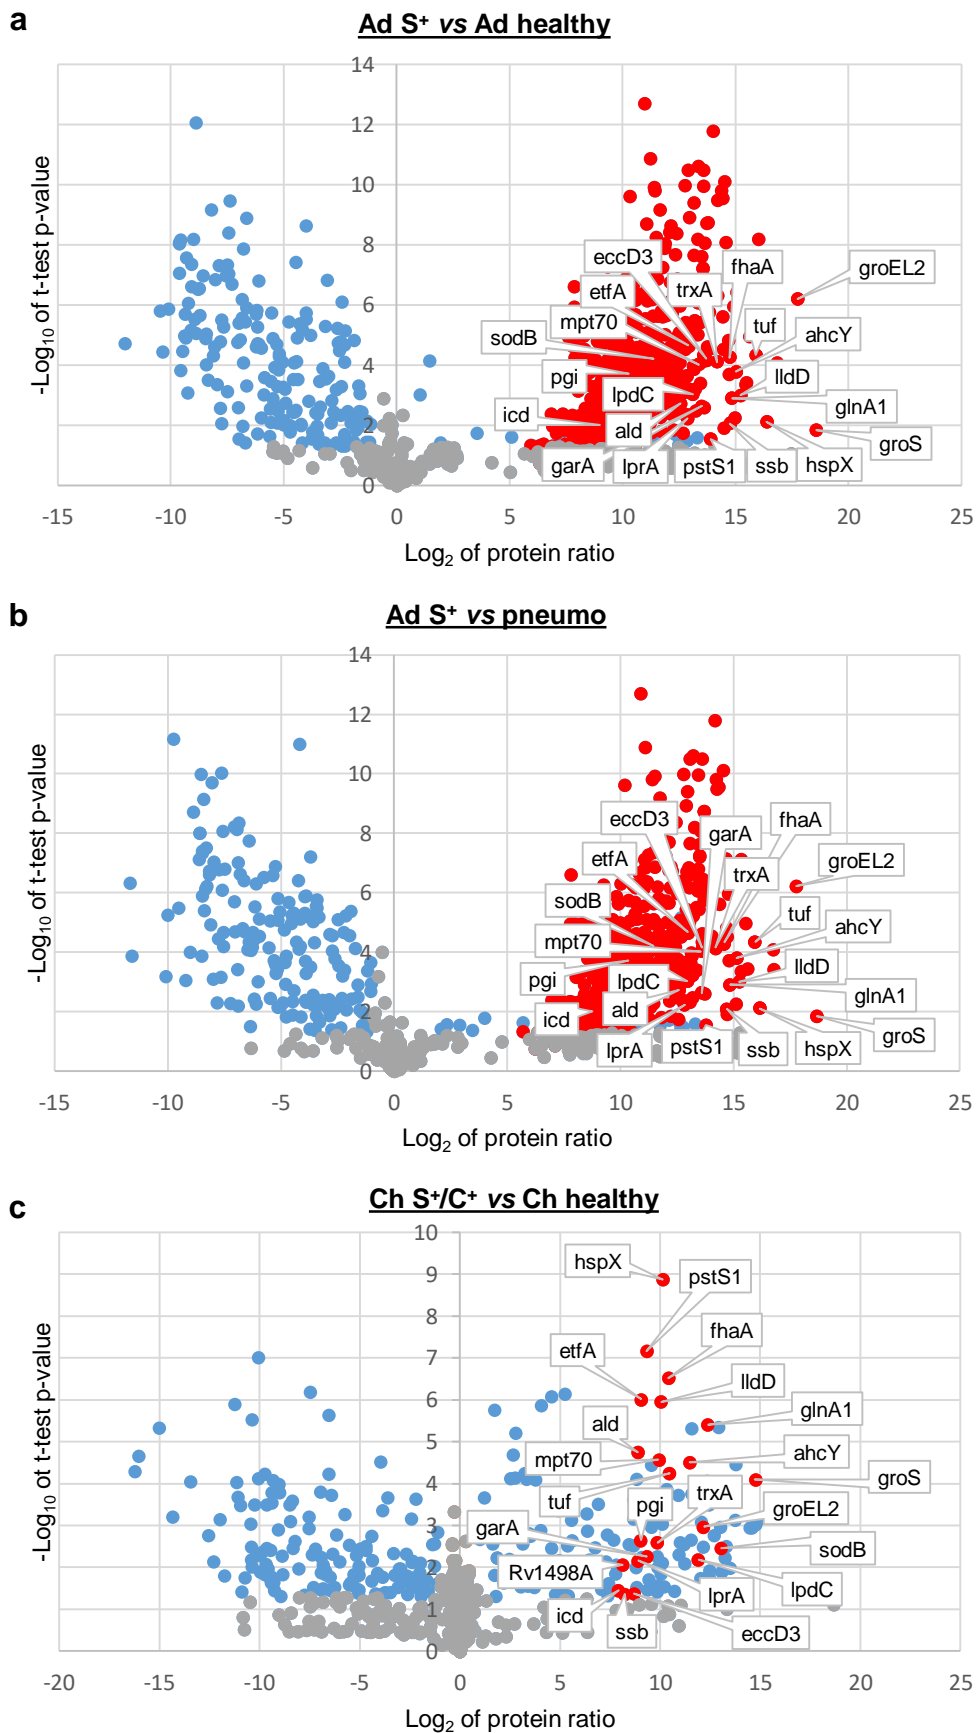 a
Ad S⁺ vs Ad healthy
14
12
10
8
6
4
2
0
-Log₁₀ of t-test p-value
eccD3
fhaA
groEL2
etfA
trxA
mpt70
tuf
ahcY
sodB
pgi
lpdC
lldD
icd
ald
glnA1
garA
lprA
pstS1
ssb
hspX
groS
-15 -10 -5 0 5 10 15 20 25
Log₂ of protein ratio
b
Ad S⁺ vs pneumo
14
12
10
8
6
4
2
0
-Log₁₀ of t-test p-value
eccD3
garA
fhaA
etfA
trxA
groEL2
sodB
tuf
ahcY
mpt70
pgi
lpdC
lldD
icd
ald
glnA1
lprA
pstS1
ssb
hspX
groS
-15 -10 -5 0 5 10 15 20 25
Log₂ of protein ratio
c
Ch S⁺/C⁺ vs Ch healthy
10
9
8
7
6
5
4
3
2
1
0
-Log₁₀ ot t-test p-value
hspX
pstS1
etfA
fhaA
lldD
ald
glnA1
mpt70
ahcY
tuf
pgi
trxA
groS
garA
groEL2
Rv1498A
sodB
icd
ssb
lprA
lpdC
eccD3
-20 -15 -10 -5 0 5 10 15 20 25
Log₂ of protein ratio